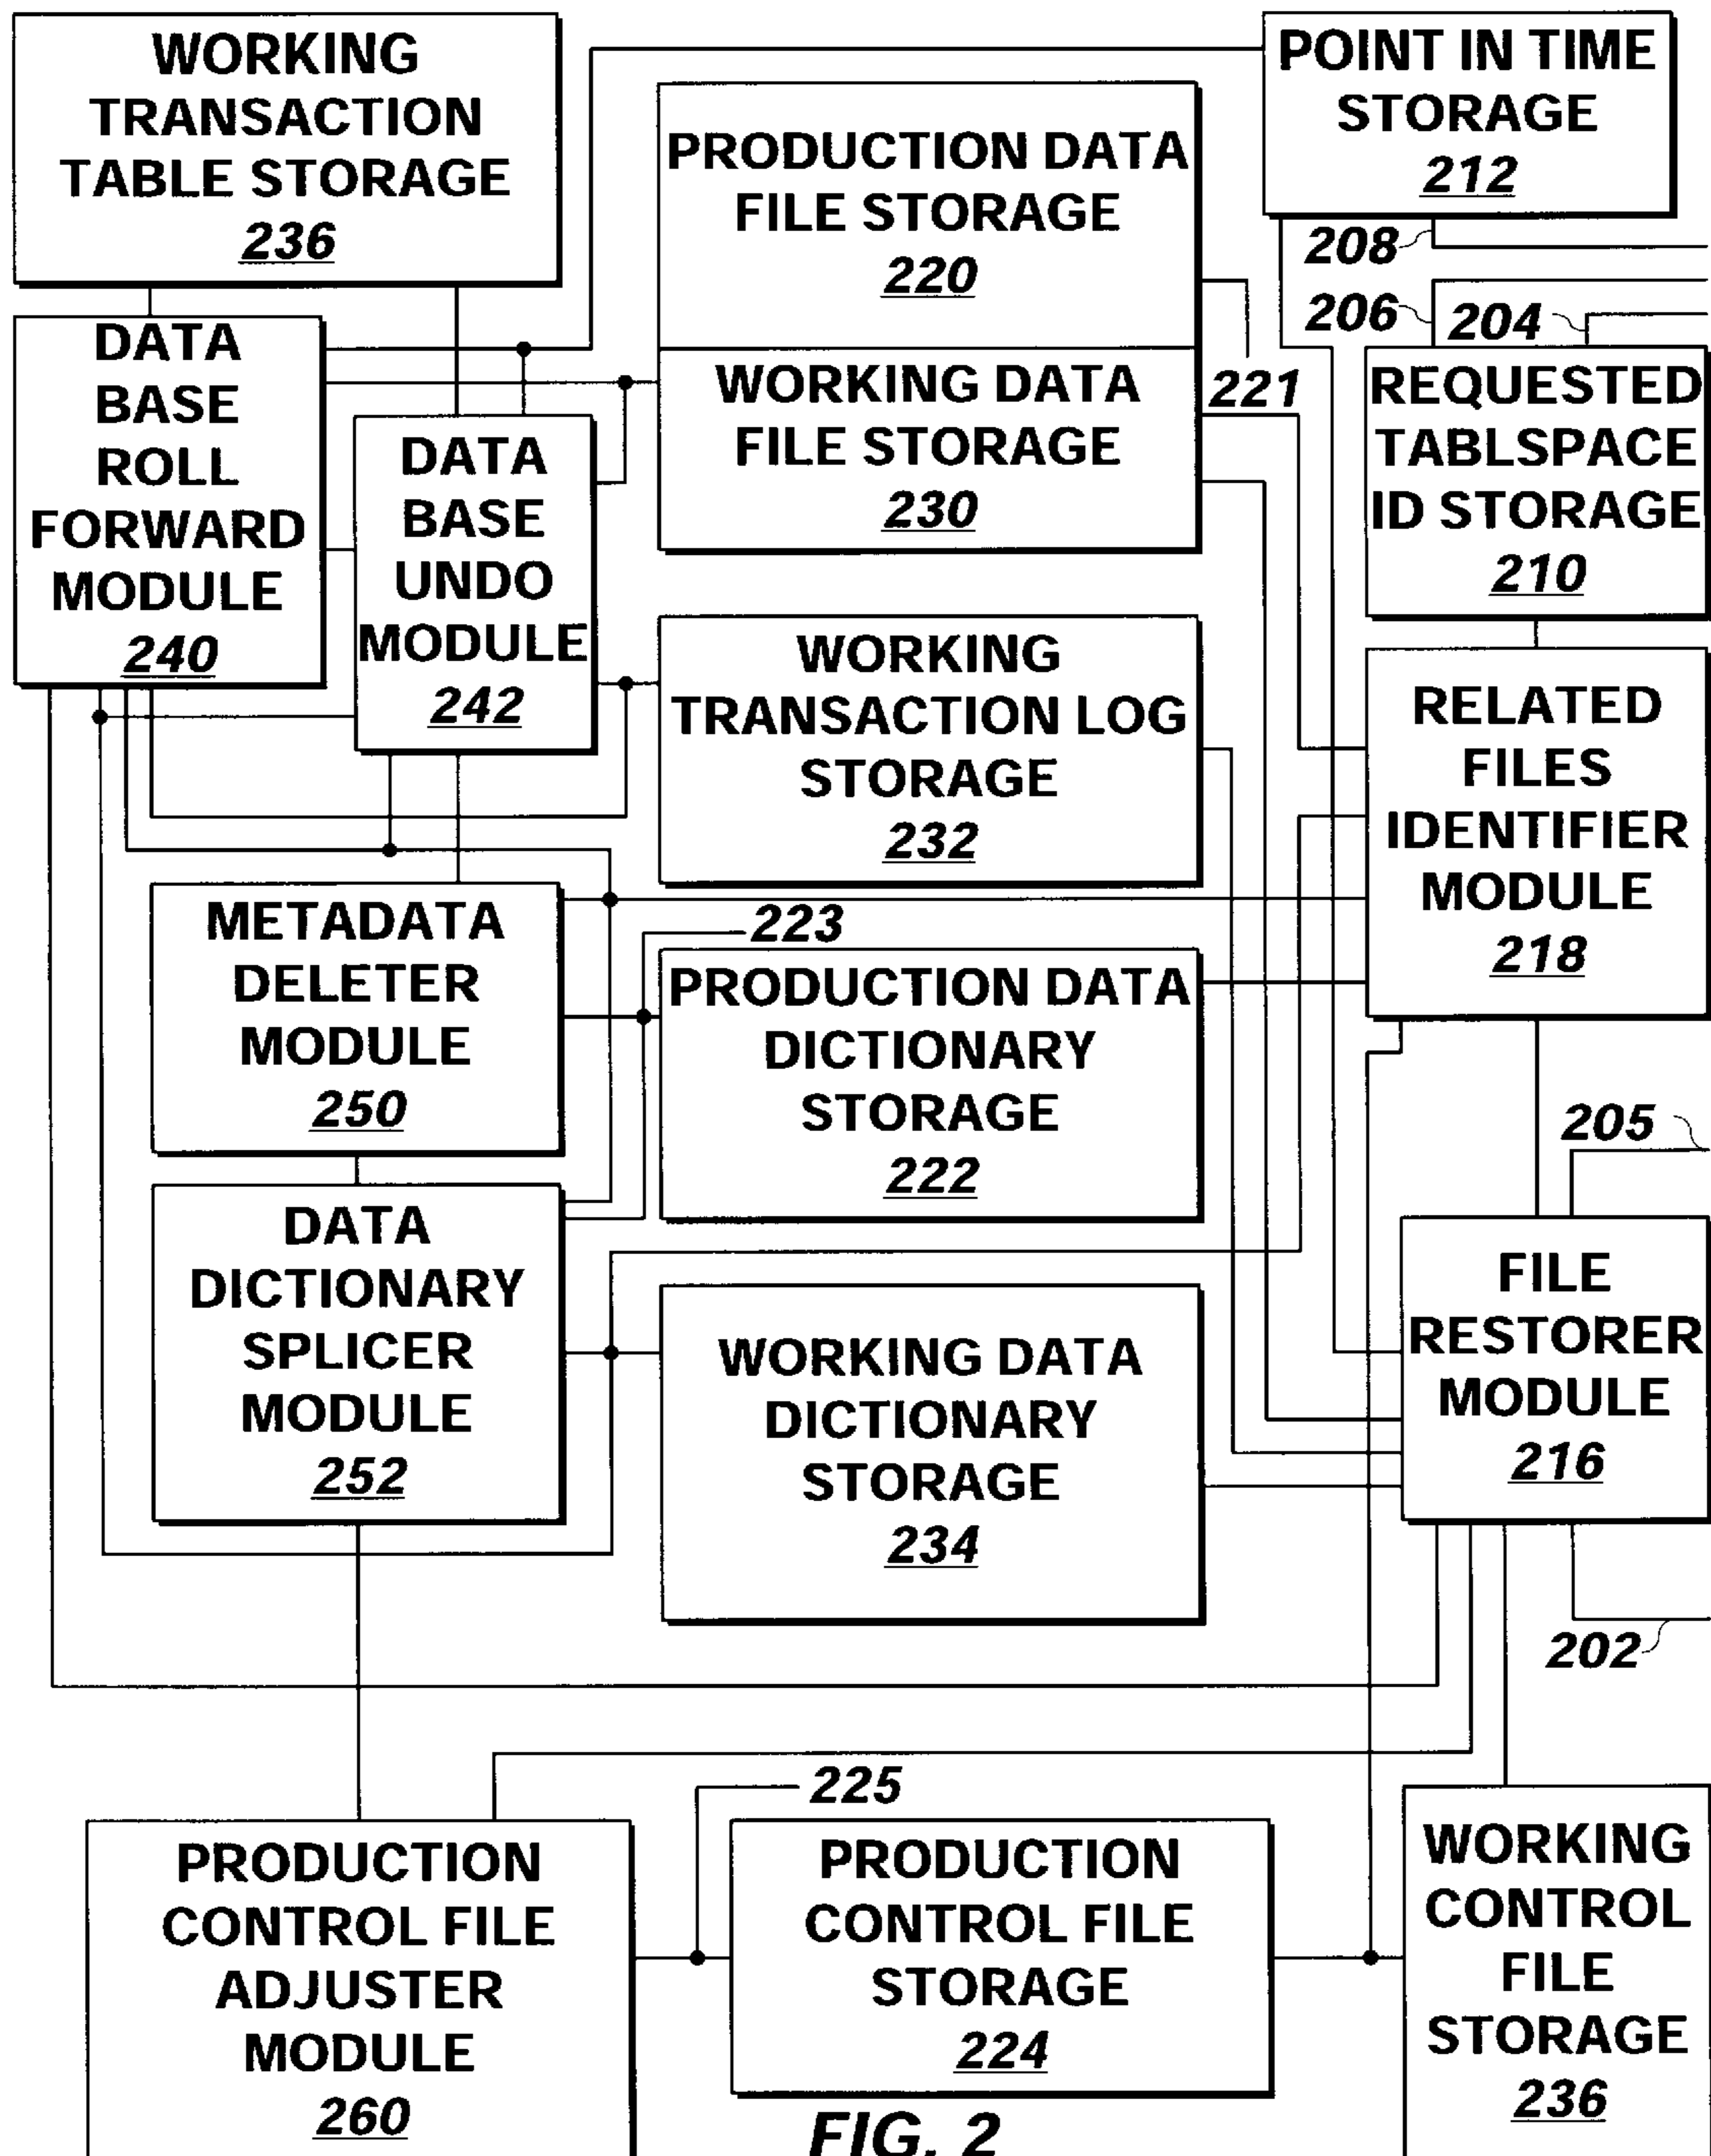 WORKING
TRANSACTION
TABLE STORAGE
236
POINT IN TIME
STORAGE
212
PRODUCTION DATA
FILE STORAGE
220
208
206
204
221
DATA
BASE
ROLL
FORWARD
MODULE
240
DATA
BASE
UNDO
MODULE
242
WORKING DATA
FILE STORAGE
230
REQUESTED
TABLSPACE
ID STORAGE
210
WORKING
TRANSACTION LOG
STORAGE
232
RELATED
FILES
IDENTIFIER
MODULE
218
METADATA
DELETER
MODULE
250
223
PRODUCTION DATA
DICTIONARY
STORAGE
222
205
DATA
DICTIONARY
SPLICER
MODULE
252
WORKING DATA
DICTIONARY
STORAGE
234
FILE
RESTORER
MODULE
216
202
225
PRODUCTION
CONTROL FILE
ADJUSTER
MODULE
260
PRODUCTION
CONTROL FILE
STORAGE
224
WORKING
CONTROL
FILE
STORAGE
236
FIG. 2